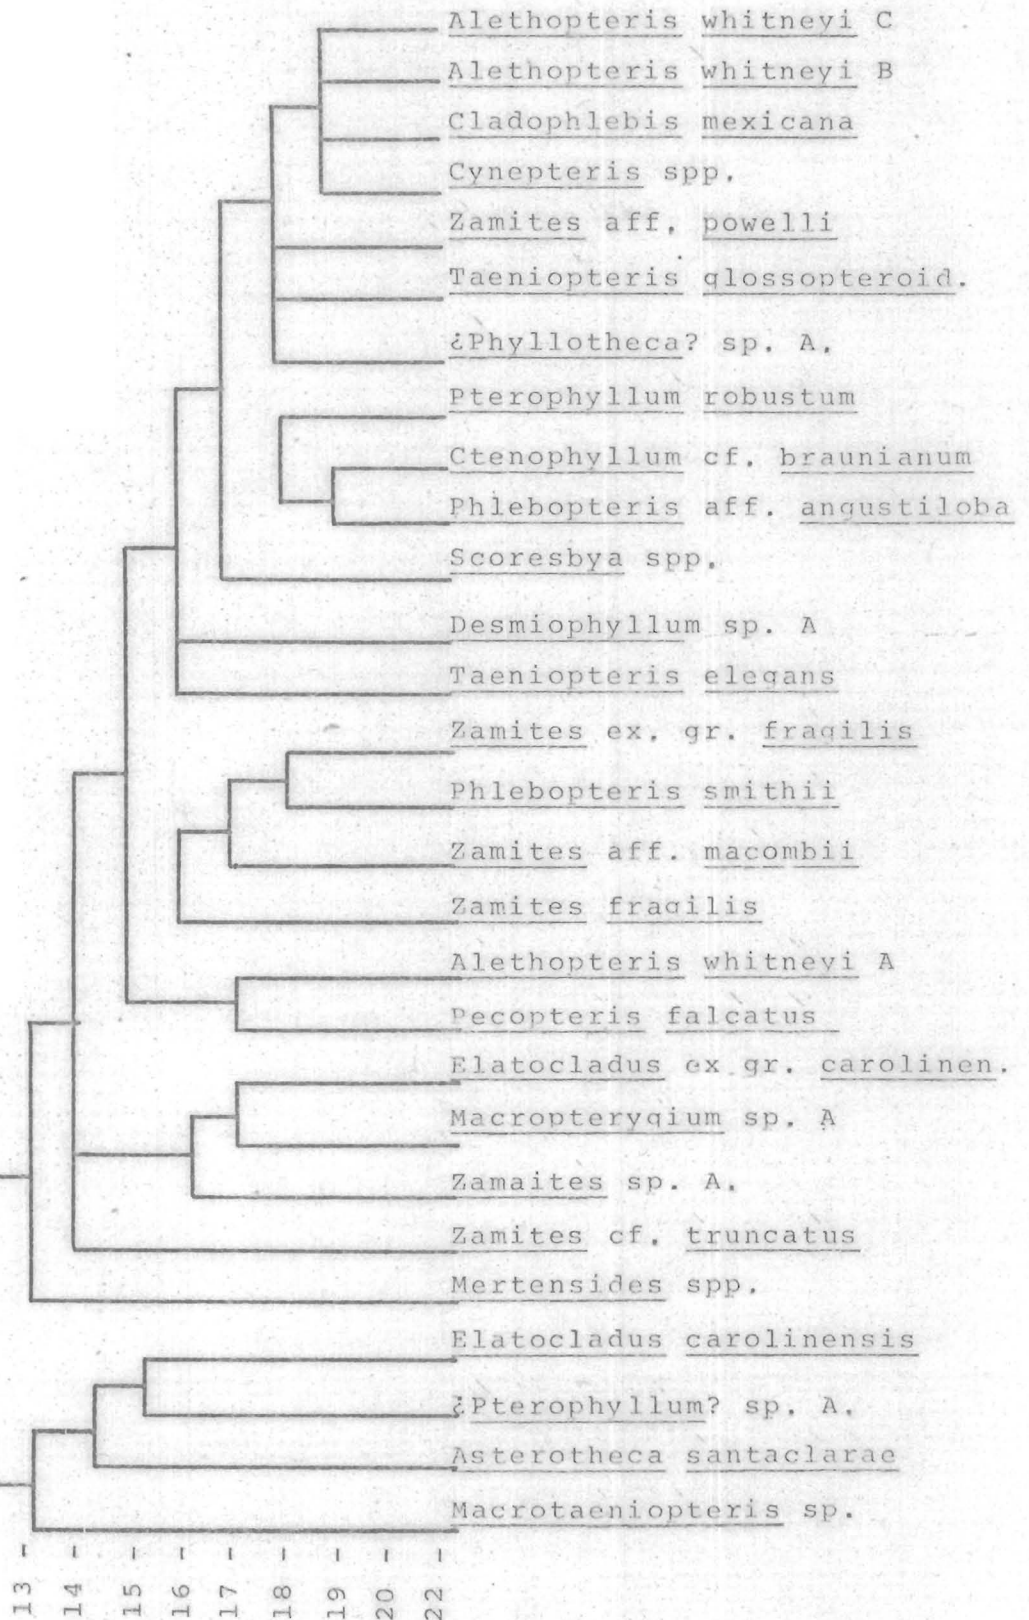 Alethopteris whitneyi C
Alethopteris whitneyi B
Cladophlebis mexicana
Cynepteris spp.
Zamites aff. powelli
Taeniopteris glossopteroid.
¿Phyllotheca? sp. A.
Pterophyllum robustum
Ctenophyllum cf. braunianum
Phlebopteris aff. angustiloba
Scoresbya spp.
Desmiophyllum sp. A
Taeniopteris elegans
Zamites ex. gr. fragilis
Phlebopteris smithii
Zamites aff. macombii
Zamites fragilis
Alethopteris whitneyi A
Pecopteris falcatus
Elatocladus ex gr. carolinen.
Macropterygium sp. A
Zamaites sp. A.
Zamites cf. truncatus
Mertensides spp.
Elatocladus carolinensis
¿Pterophyllum? sp. A.
Asterotheca santaclarae
Macrotaeniopteris sp.
13 -
14 -
15 -
16 -
17 -
18 -
19 -
20 -
22 -